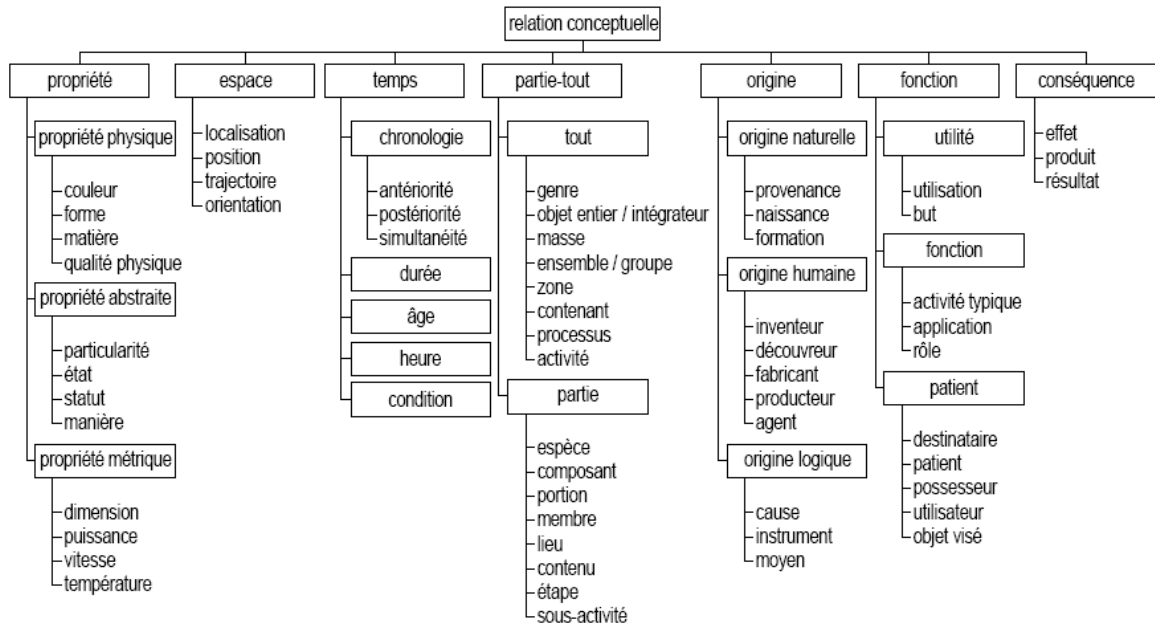 relation conceptuelle
propriété
propriété physique
couleur
forme
matière
qualité physique
propriété abstraite
particularité
état
statut
manière
propriété métrique
dimension
puissance
vitesse
température
espace
localisation
position
trajectoire
orientation
temps
chronologie
antériorité
postériorité
simultanéité
durée
âge
heure
condition
partie-tout
tout
genre
objet entier / intégrateur
masse
ensemble / groupe
zone
contenant
processus
activité
partie
espèce
composant
portion
membre
lieu
contenu
étape
sous-activité
origine
origine naturelle
provenance
naissance
formation
origine humaine
inventeur
découvreur
fabricant
producteur
agent
origine logique
cause
instrument
moyen
fonction
utilité
utilisation
but
fonction
activité typique
application
rôle
patient
destinataire
patient
possesseur
utilisateur
objet visé
conséquence
effet
produit
résultat